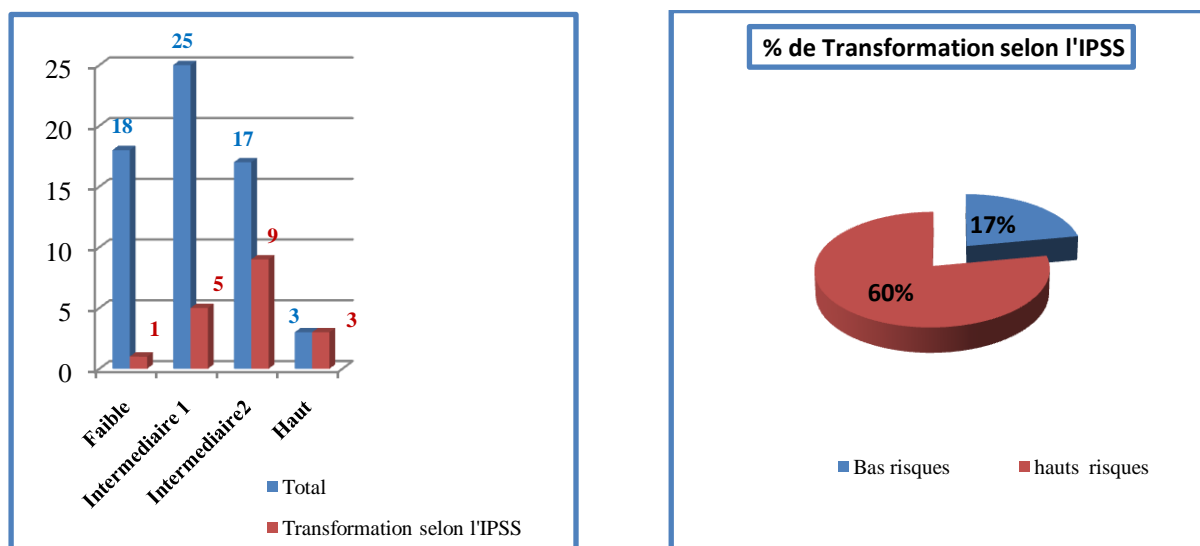 25
20
15
10
5
0
18
1
25
5
17
9
3
3
Faible
Intermediaire 1
Intermediaire2
Haut
Total
Transformation selon l'IPSS
% de Transformation selon l'IPSS
17%
60%
Bas risques
hauts risques